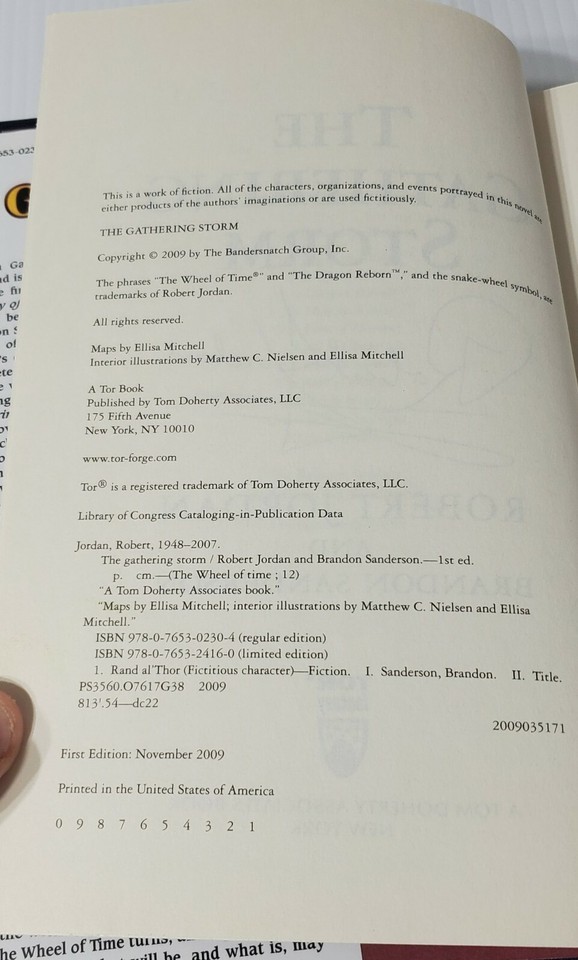 This is a work of fiction. All of the characters, organizations, and events portrayed in this novel are
either products of the authors' imaginations or are used fictitiously.
THE GATHERING STORM
Copyright © 2009 by The Bandersnatch Group, Inc.
The phrases "The Wheel of Time®" and "The Dragon Reborn™," and the snake-wheel symbol, are
trademarks of Robert Jordan.
All rights reserved.
Maps by Ellisa Mitchell
Interior illustrations by Matthew C. Nielsen and Ellisa Mitchell
A Tor Book
Published by Tom Doherty Associates, LLC
175 Fifth Avenue
New York, NY 10010
www.tor-forge.com
Tor® is a registered trademark of Tom Doherty Associates, LLC.
Library of Congress Cataloging-in-Publication Data
Jordan, Robert, 1948–2007.
The gathering storm / Robert Jordan and Brandon Sanderson.—1st ed.
p. cm.—(The Wheel of time ; 12)
"A Tom Doherty Associates book."
"Maps by Ellisa Mitchell; interior illustrations by Matthew C. Nielsen and Ellisa
Mitchell."
ISBN 978-0-7653-0230-4 (regular edition)
ISBN 978-0-7653-2416-0 (limited edition)
1. Rand al'Thor (Fictitious character)—Fiction. I. Sanderson, Brandon. II. Title.
PS3560.O7617G38 2009
813'.54—dc22
2009035171
First Edition: November 2009
Printed in the United States of America
0 9 8 7 6 5 4 3 2 1
he Wheel of Time turns,
will be, and what is, may